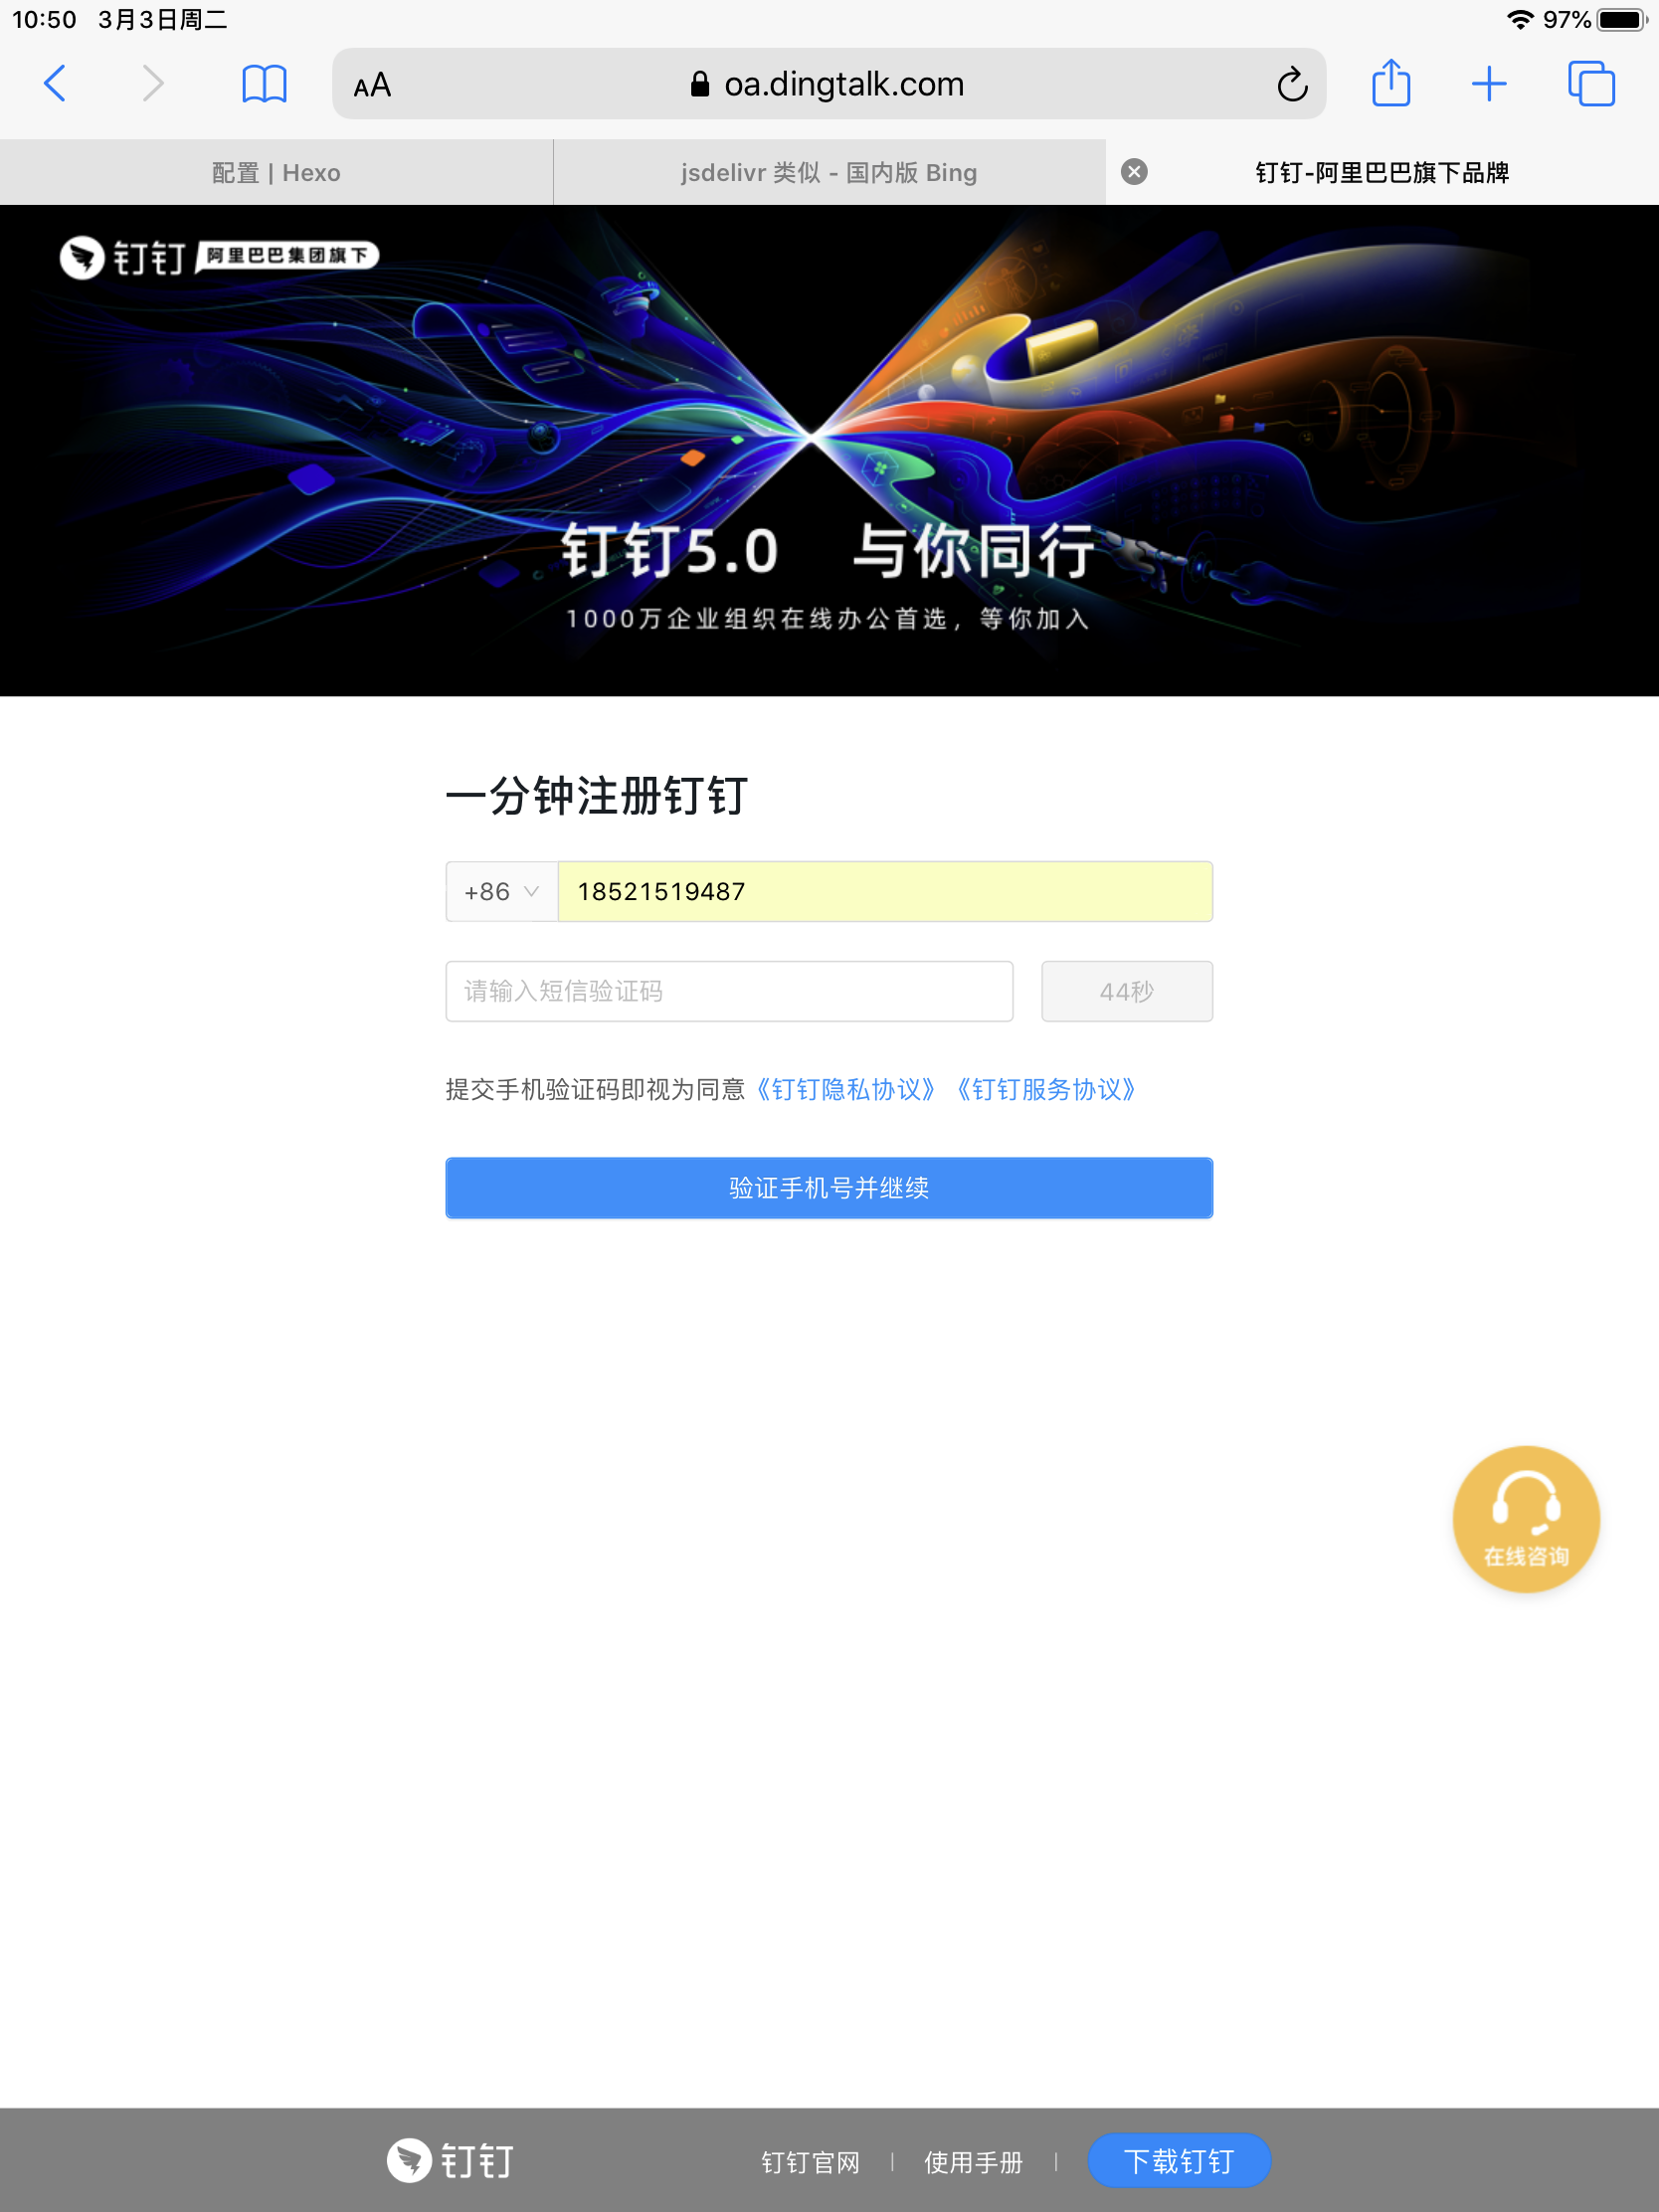 10:50 3月3日周二 97%
AA oa.dingtalk.com
配置 | Hexo
jsdelivr 类似 - 国内版 Bing
钉钉-阿里巴巴旗下品牌
钉钉 阿里巴巴集团旗下
钉钉5.0 与你同行
1000万企业组织在线办公首选，等你加入
一分钟注册钉钉
+86 18521519487
请输入短信验证码 44秒
提交手机验证码即视为同意《钉钉隐私协议》《钉钉服务协议》
验证手机号并继续
在线咨询
钉钉 钉钉官网 | 使用手册 | 下载钉钉